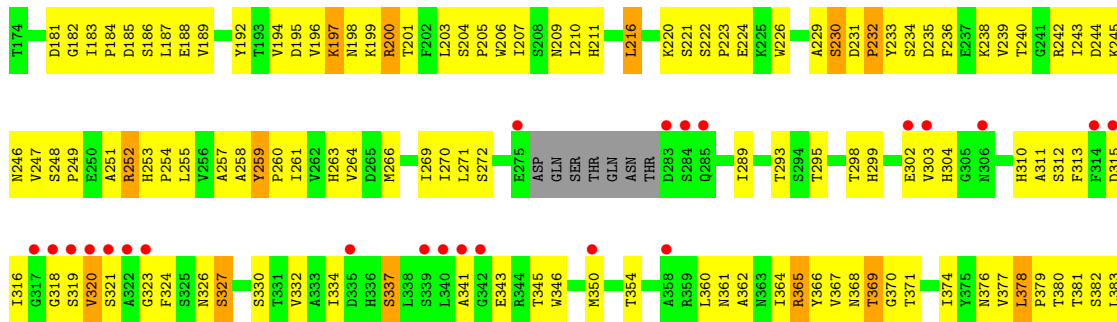 T174 D181 G182 I183 P184 D185 S186 L187 E188 V189 Y192 T193 V194 D195 V196 K197 N198 K199 R200 T201 F202 L203 S204 P205 W206 I207 S208 N209 I210 H211 L216 K220 S221 S222 P223 E224 K225 W226 A229 S230 D231 P232 Y233 S234 D235 F236 E237 K238 V239 T240 G241 R242 I243 D244 K245
N246 V247 S248 P249 E250 A251 R252 H253 P254 L255 V256 A257 A258 Y259 P260 I261 V262 H263 V264 D265 M266 I269 I270 L271 S272 E275 ASP GLN SER THR GLN ASN THR D283 S284 Q285 I289 T293 S294 T295 T298 H299 E302 V303 H304 G305 N306 H310 A311 S312 F313 F314 D315
I316 G317 G318 S319 V320 S321 A322 G323 F324 S325 N326 S327 S330 T331 V332 A333 I334 D335 H336 S337 L338 S339 L340 A341 G342 E343 R344 T345 W346 M350 T354 A358 R359 L360 N361 A362 N363 I364 R365 Y366 V367 N368 T369 G370 T371 I374 Y375 N376 V377 L378 P379 T380 T381 S382 L383